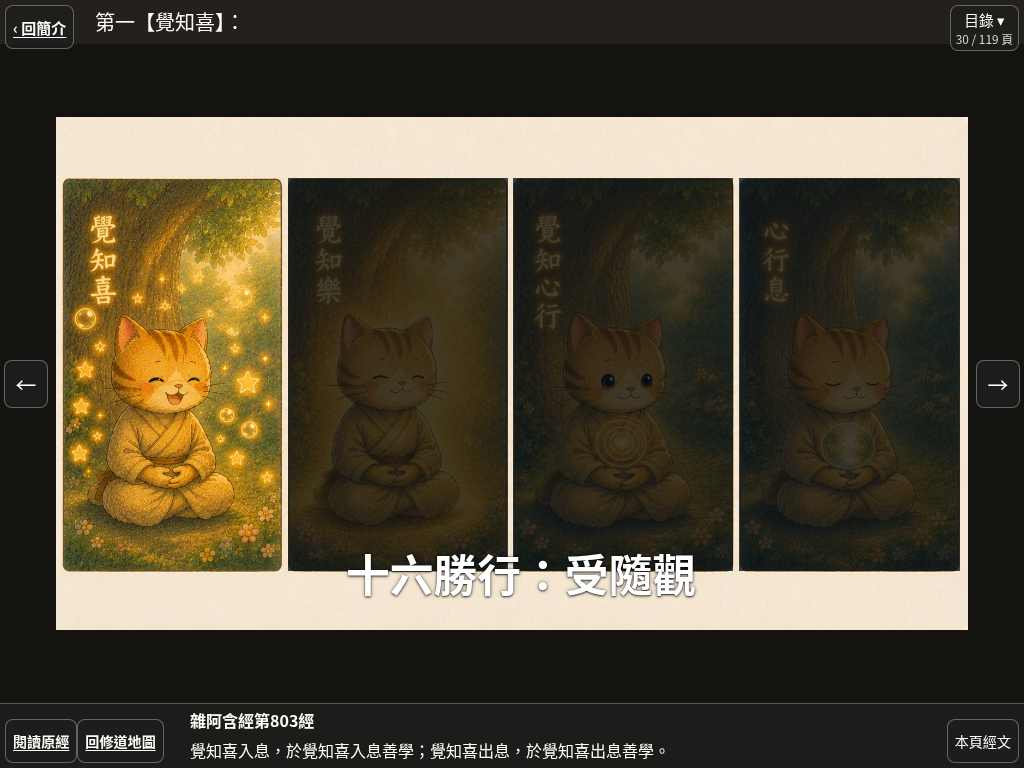 ‹ 回簡介
第一【覺知喜】：
目錄 ▾
30 / 119 頁
覺知喜
覺知樂
覺知心行
心行息
←
→
十六勝行：受隨觀
閱讀原經
回修道地圖
雜阿含經第803經
覺知喜入息，於覺知喜入息善學；覺知喜出息，於覺知喜出息善學。
本頁經文